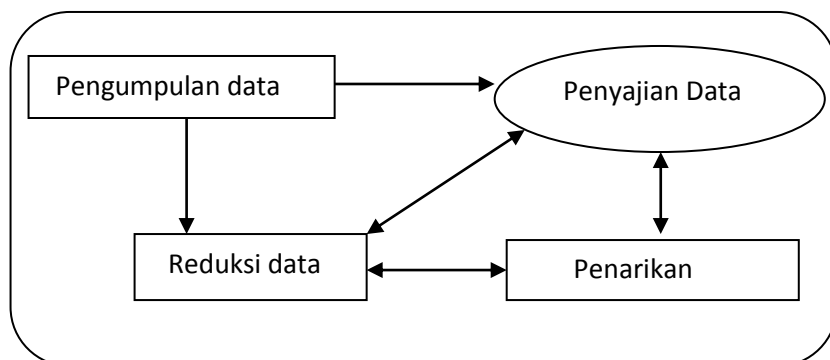 Pengumpulan data
Penyajian Data
Reduksi data
Penarikan